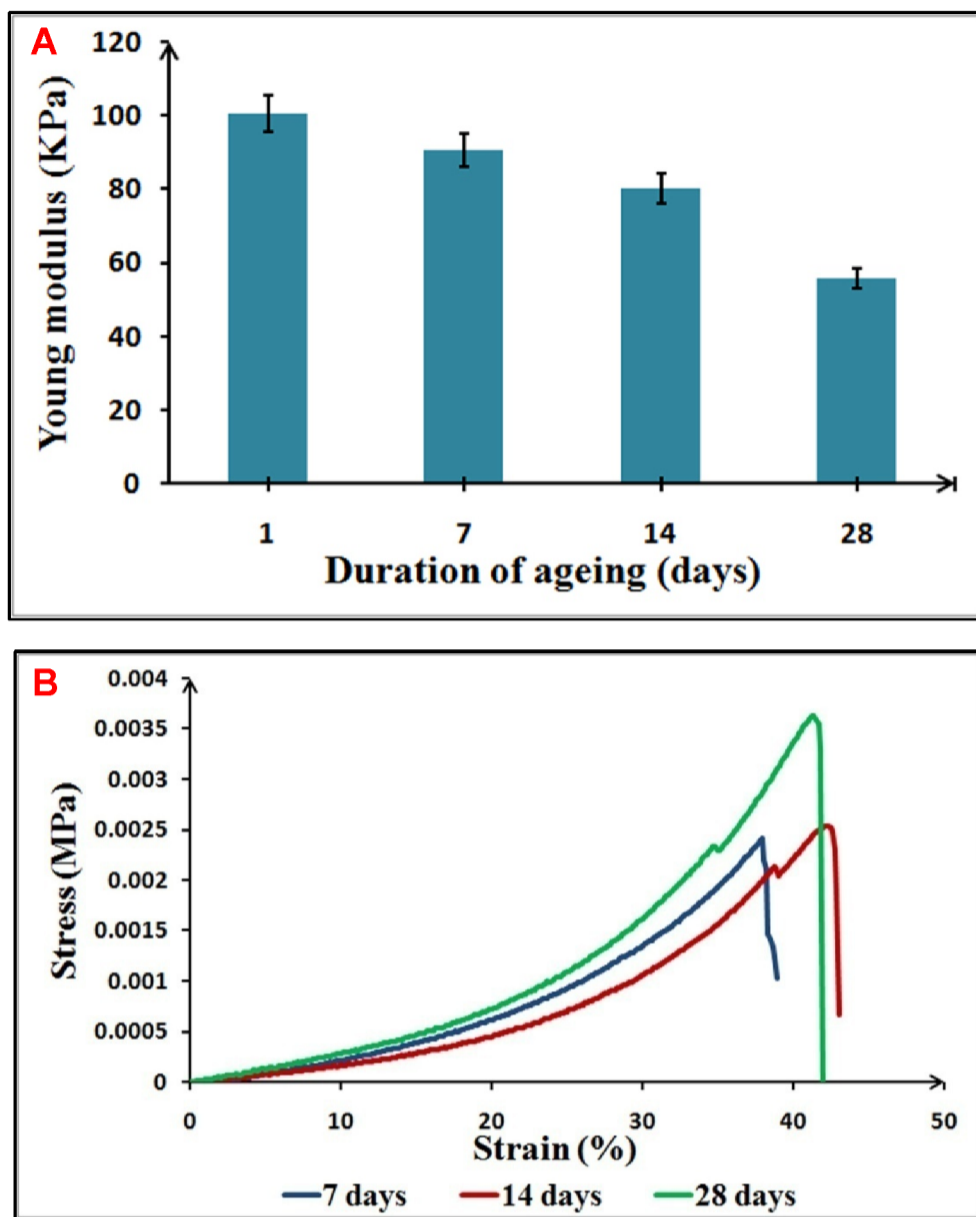 A
Young modulus (KPa)
120
100
80
60
40
20
0
1 7 14 28
Duration of ageing (days)
B
Stress (MPa)
0.004
0.0035
0.003
0.0025
0.002
0.0015
0.001
0.0005
0
0 10 20 30 40 50
Strain (%)
7 days 14 days 28 days